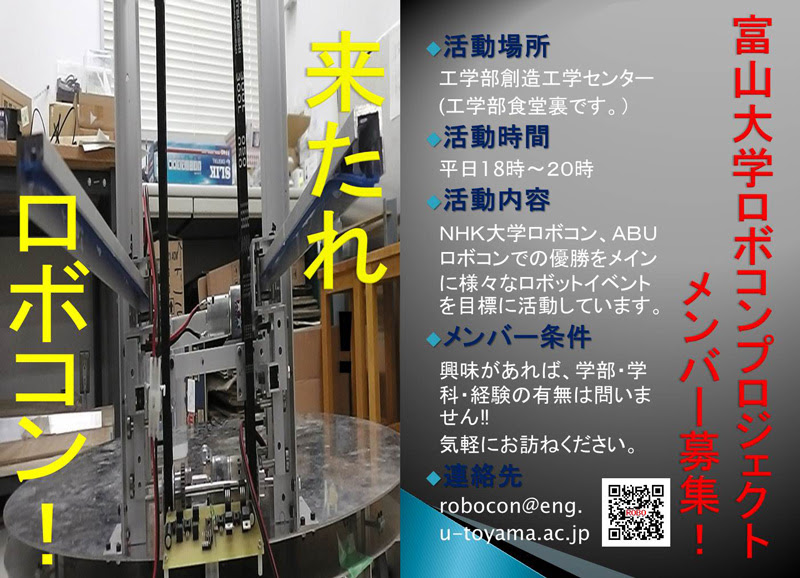 来たれ
ロボコン！
富山大学ロボコンプロジェクト
メンバー募集！
活動場所
工学部創造工学センター
(工学部食堂裏です。)
活動時間
平日18時～20時
活動内容
NHK大学ロボコン、ABU
ロボコンでの優勝をメイン
に様々なロボットイベント
を目標に活動しています。
メンバー条件
興味があれば、学部・学
科・経験の有無は問いま
せん!!
気軽にお訪ねください。
連絡先
robocon@eng.
u-toyama.ac.jp
SLIK